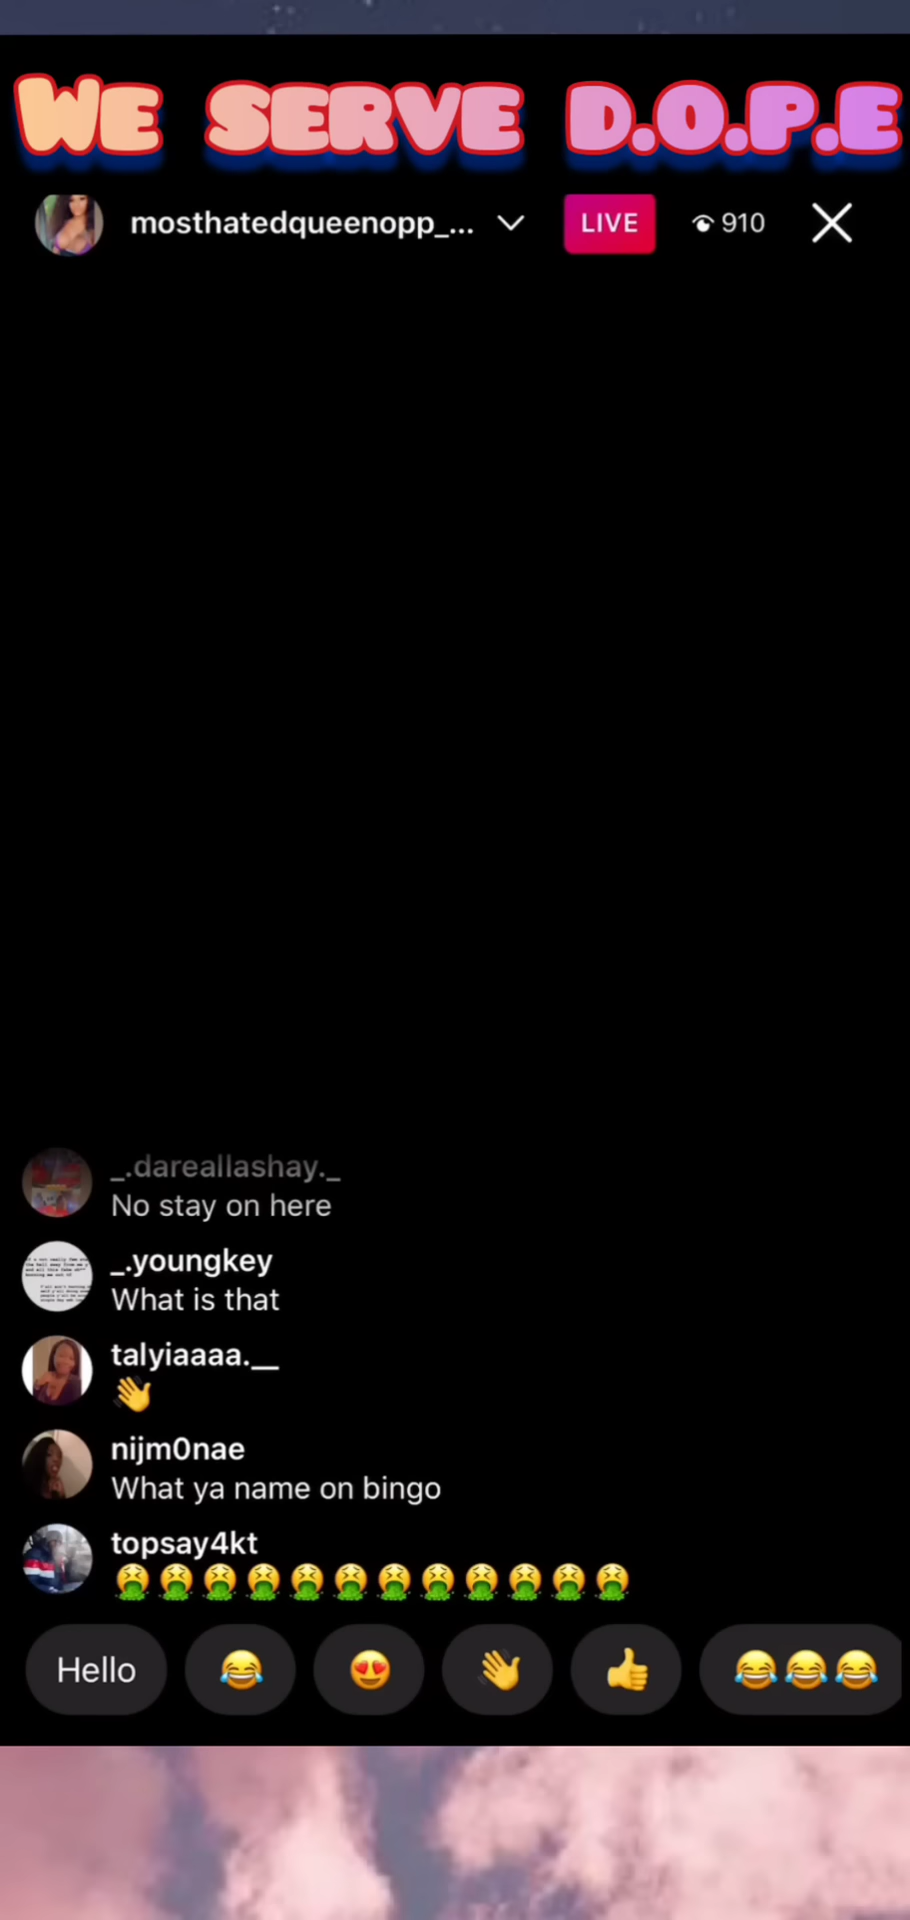 WE SERVE D.O.P.E
mosthatedqueenopp_...
LIVE
910
_.dareallashay._
No stay on here
_.youngkey
What is that
talyiaaaa.__
👋
nijm0nae
What ya name on bingo
topsay4kt
🤮🤮🤮🤮🤮🤮🤮🤮🤮🤮🤮🤮
Hello 😂 😍 👋 👍 😂😂😂